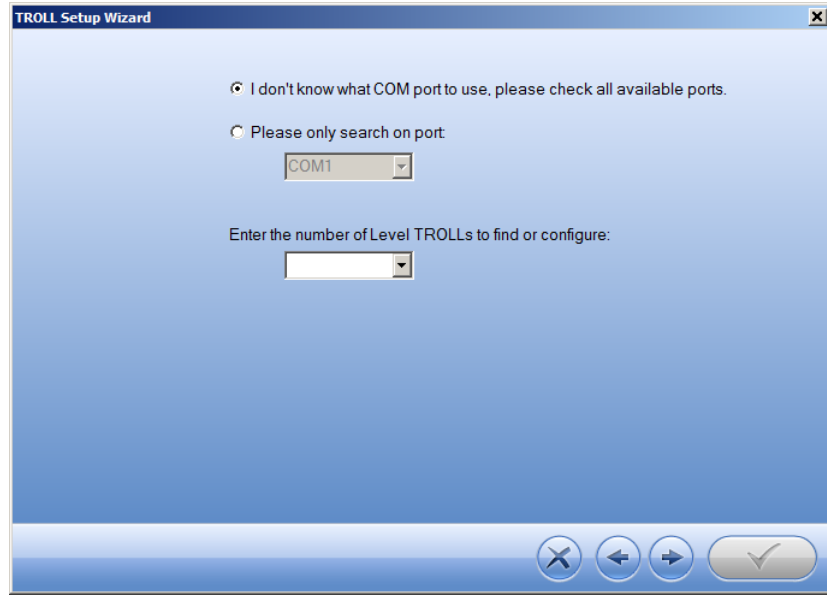 TROLL Setup Wizard
I don't know what COM port to use, please check all available ports.
Please only search on port:
COM1
Enter the number of Level TROLLs to find or configure: